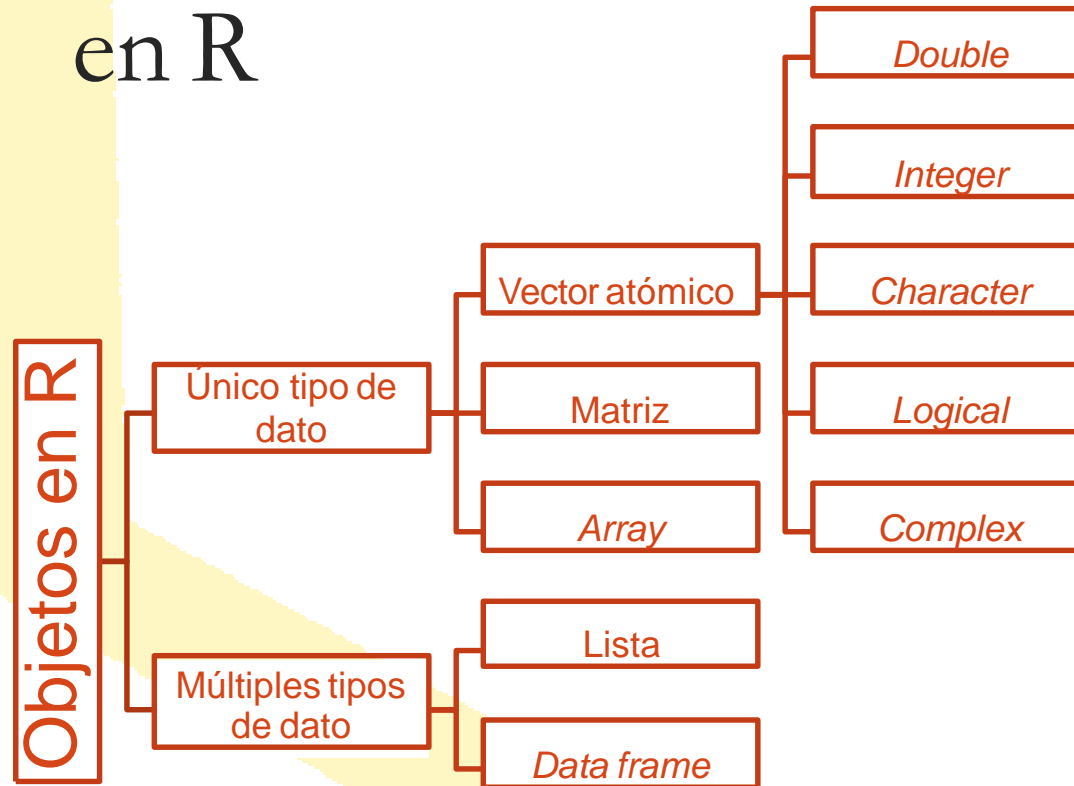 en R
Objetos en R
Único tipo de
dato
Vector atómico
Double
Integer
Character
Logical
Complex
Matriz
Array
Múltiples tipos
de dato
Lista
Data frame